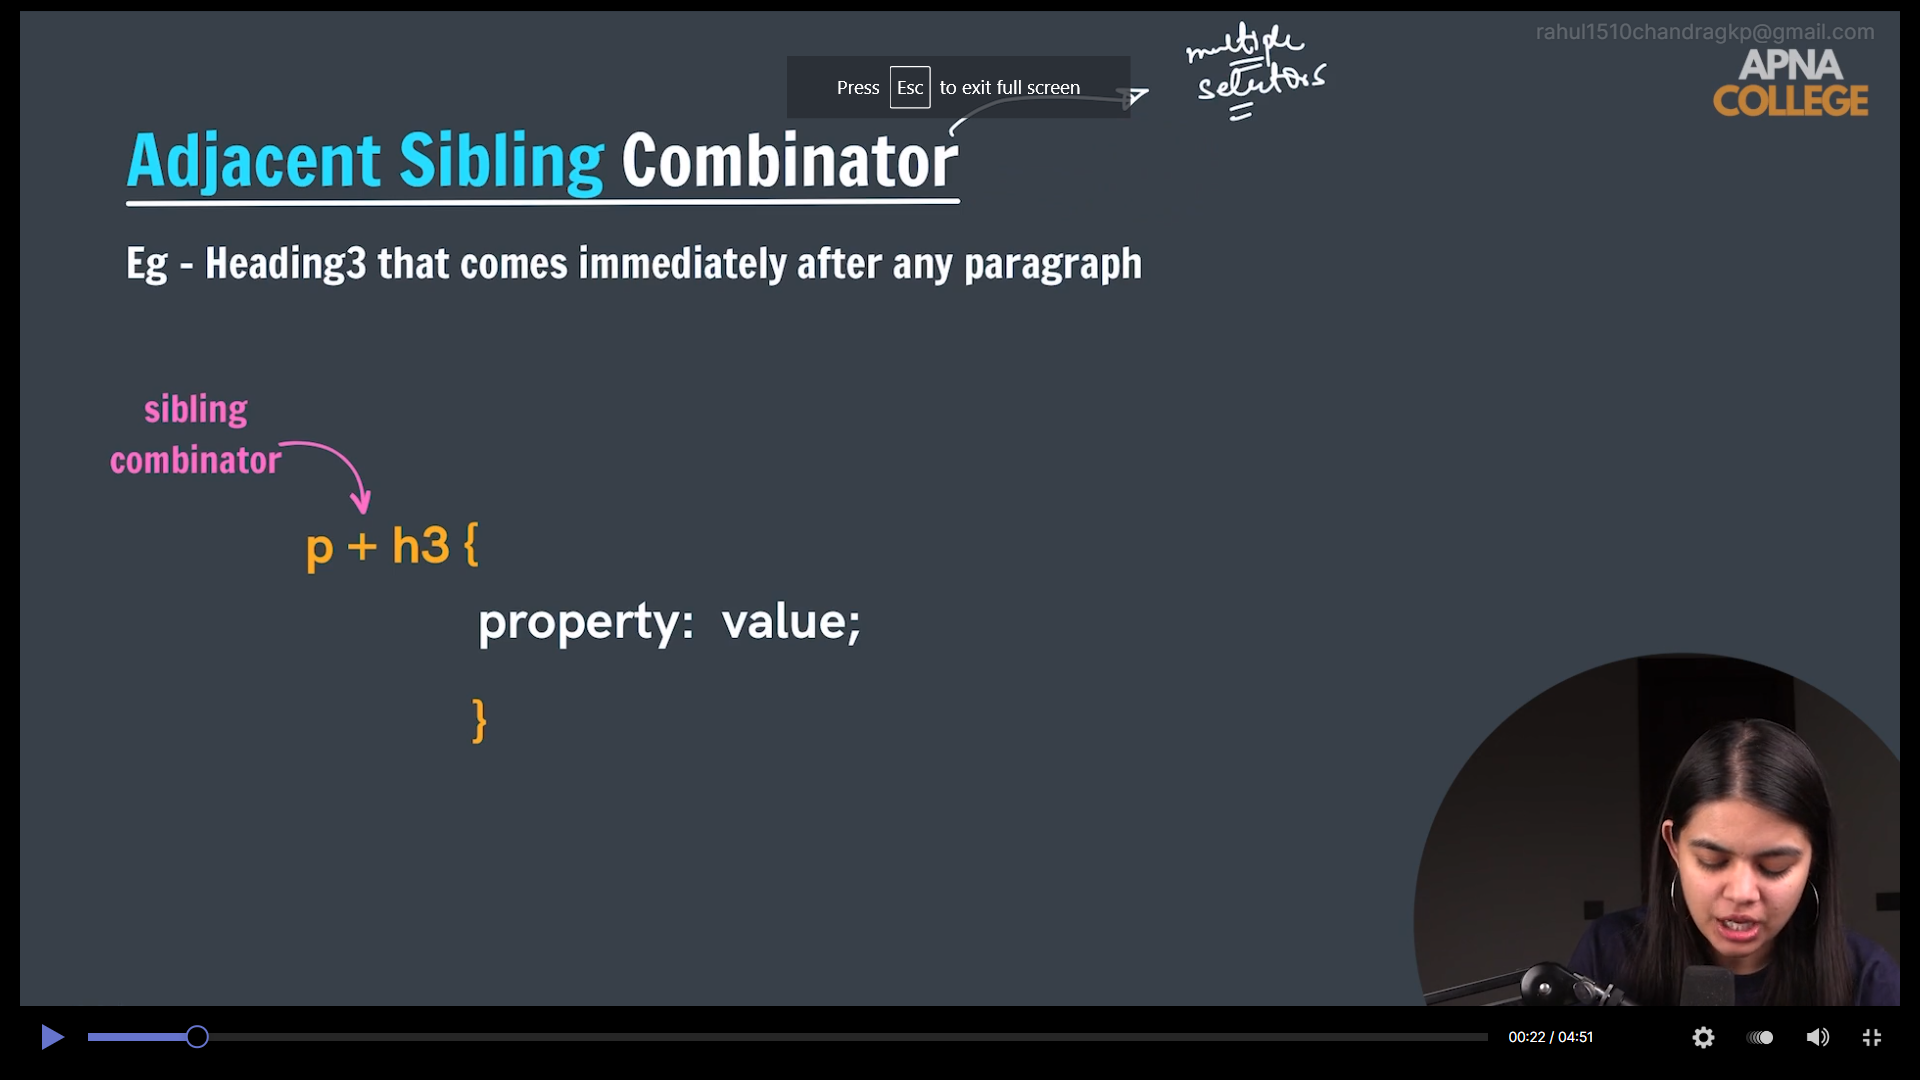 rahul1510chandragkp@gmail.com
multiple
selectors
APNA
COLLEGE
Press Esc to exit full screen
Adjacent Sibling Combinator
Eg - Heading3 that comes immediately after any paragraph
sibling
combinator
p + h3 {
property: value;
}
00:22 / 04:51